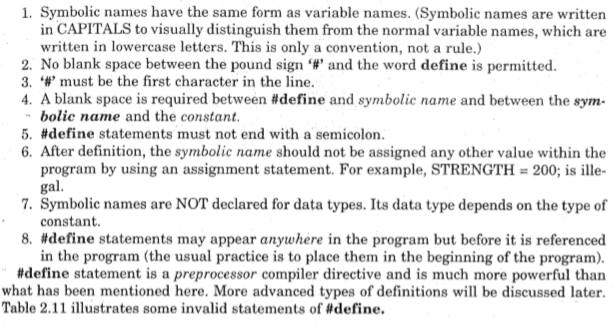 1. Symbolic names have the same form as variable names. (Symbolic names are written
in CAPITALS to visually distinguish them from the normal variable names, which are
written in lowercase letters. This is only a convention, not a rule.)
2. No blank space between the pound sign ‘#’ and the word define is permitted.
3. ‘#’ must be the first character in the line.
4. A blank space is required between #define and symbolic name and between the sym-
bolic name and the constant.
5. #define statements must not end with a semicolon.
6. After definition, the symbolic name should not be assigned any other value within the
program by using an assignment statement. For example, STRENGTH = 200; is ille-
gal.
7. Symbolic names are NOT declared for data types. Its data type depends on the type of
constant.
8. #define statements may appear anywhere in the program but before it is referenced
in the program (the usual practice is to place them in the beginning of the program).
#define statement is a preprocessor compiler directive and is much more powerful than
what has been mentioned here. More advanced types of definitions will be discussed later.
Table 2.11 illustrates some invalid statements of #define.